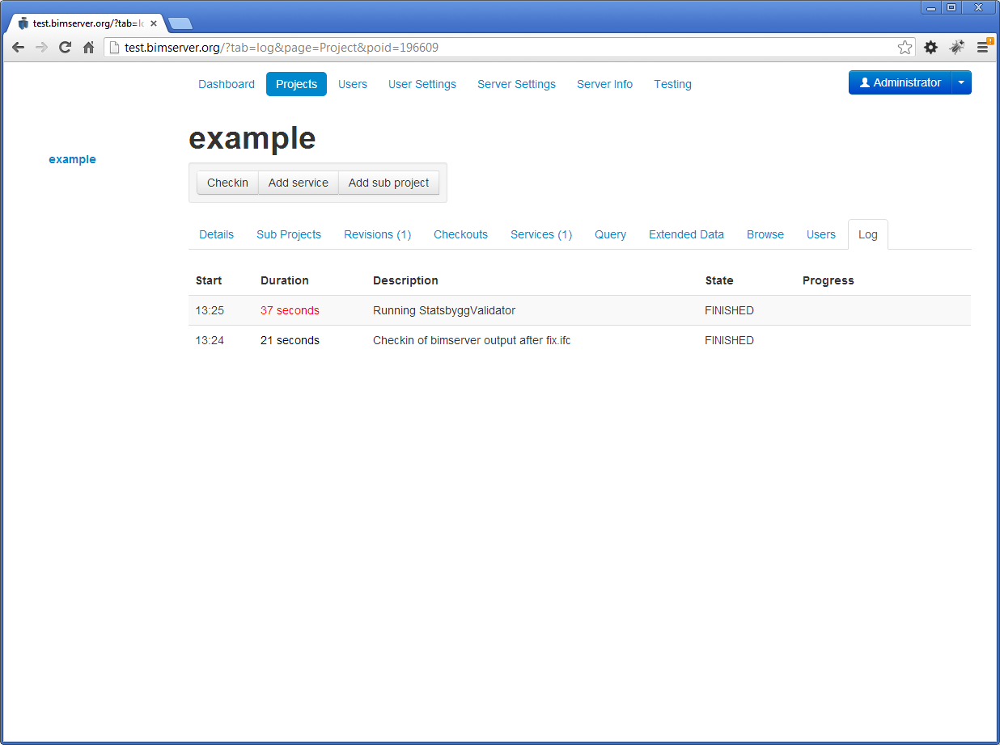 test.bimserver.org/?tab=lo
test.bimserver.org/?tab=log&page=Project&poid=196609
Dashboard Projects Users User Settings Server Settings Server Info Testing Administrator
example
example
Checkin Add service Add sub project
Details Sub Projects Revisions (1) Checkouts Services (1) Query Extended Data Browse Users Log
Start Duration Description State Progress
13:25 37 seconds Running StatsbyggValidator FINISHED
13:24 21 seconds Checkin of bimserver output after fix.ifc FINISHED